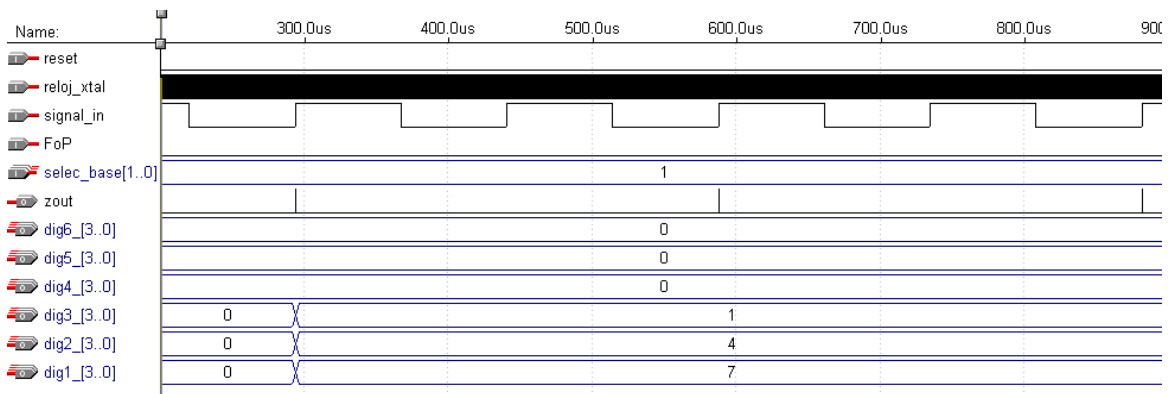 Name: 300.0us 400.0us 500.0us 600.0us 700.0us 800.0us 900
reset
reloj_xtal
signal_in
FoP
selec_base[1..0] 1
zout
dig6_[3..0] 0
dig5_[3..0] 0
dig4_[3..0] 0
dig3_[3..0] 0 1
dig2_[3..0] 0 4
dig1_[3..0] 0 7